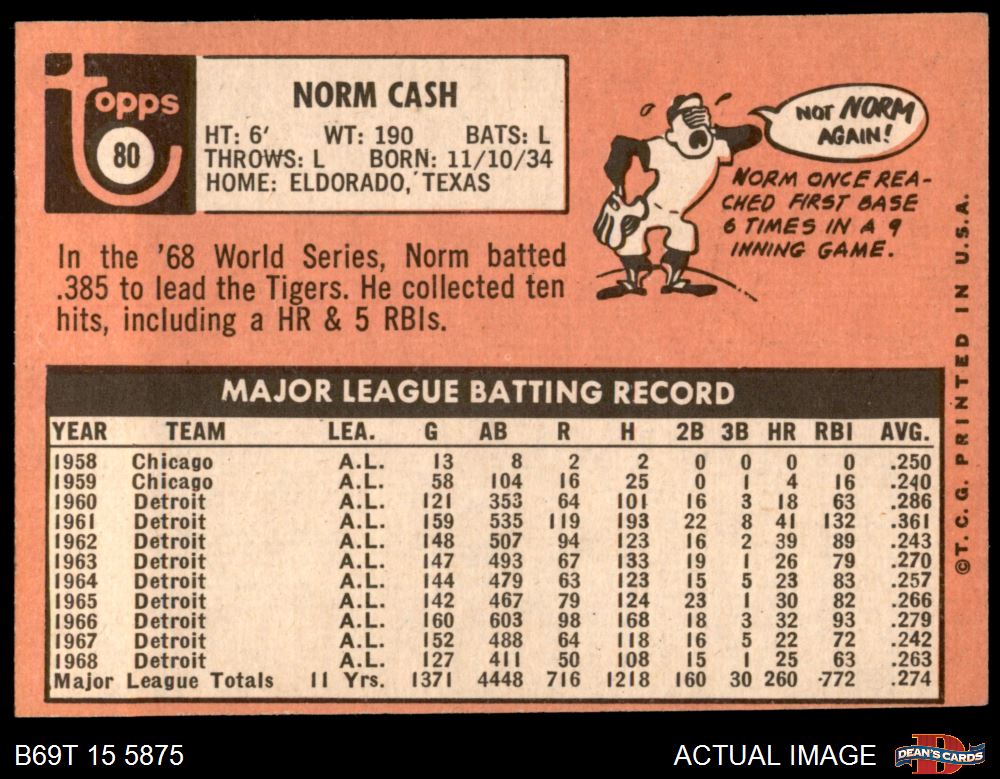 topps
80
NORM CASH
HT: 6' WT: 190 BATS: L
THROWS: L BORN: 11/10/34
HOME: ELDORADO, TEXAS
NOT NORM
AGAIN!
NORM ONCE REA-
CHED FIRST BASE
6 TIMES IN A 9
INNING GAME.
In the '68 World Series, Norm batted
.385 to lead the Tigers. He collected ten
hits, including a HR & 5 RBIs.
MAJOR LEAGUE BATTING RECORD
YEAR TEAM LEA. G AB R H 2B 3B HR RBI AVG.
1958 Chicago A.L. 13 8 2 2 0 0 0 0 .250
1959 Chicago A.L. 58 104 16 25 0 1 4 16 .240
1960 Detroit A.L. 121 353 64 101 16 3 18 63 .286
1961 Detroit A.L. 159 535 119 193 22 8 41 132 .361
1962 Detroit A.L. 148 507 94 123 16 2 39 89 .243
1963 Detroit A.L. 147 493 67 133 19 1 26 79 .270
1964 Detroit A.L. 144 479 63 123 15 5 23 83 .257
1965 Detroit A.L. 142 467 79 124 23 1 30 82 .266
1966 Detroit A.L. 160 603 98 168 18 3 32 93 .279
1967 Detroit A.L. 152 488 64 118 16 5 22 72 .242
1968 Detroit A.L. 127 411 50 108 15 1 25 63 .263
Major League Totals 11 Yrs. 1371 4448 716 1218 160 30 260 772 .274
©T.C.G. PRINTED IN U.S.A.
B69T 15 5875
ACTUAL IMAGE
D
DEAN'S CARDS